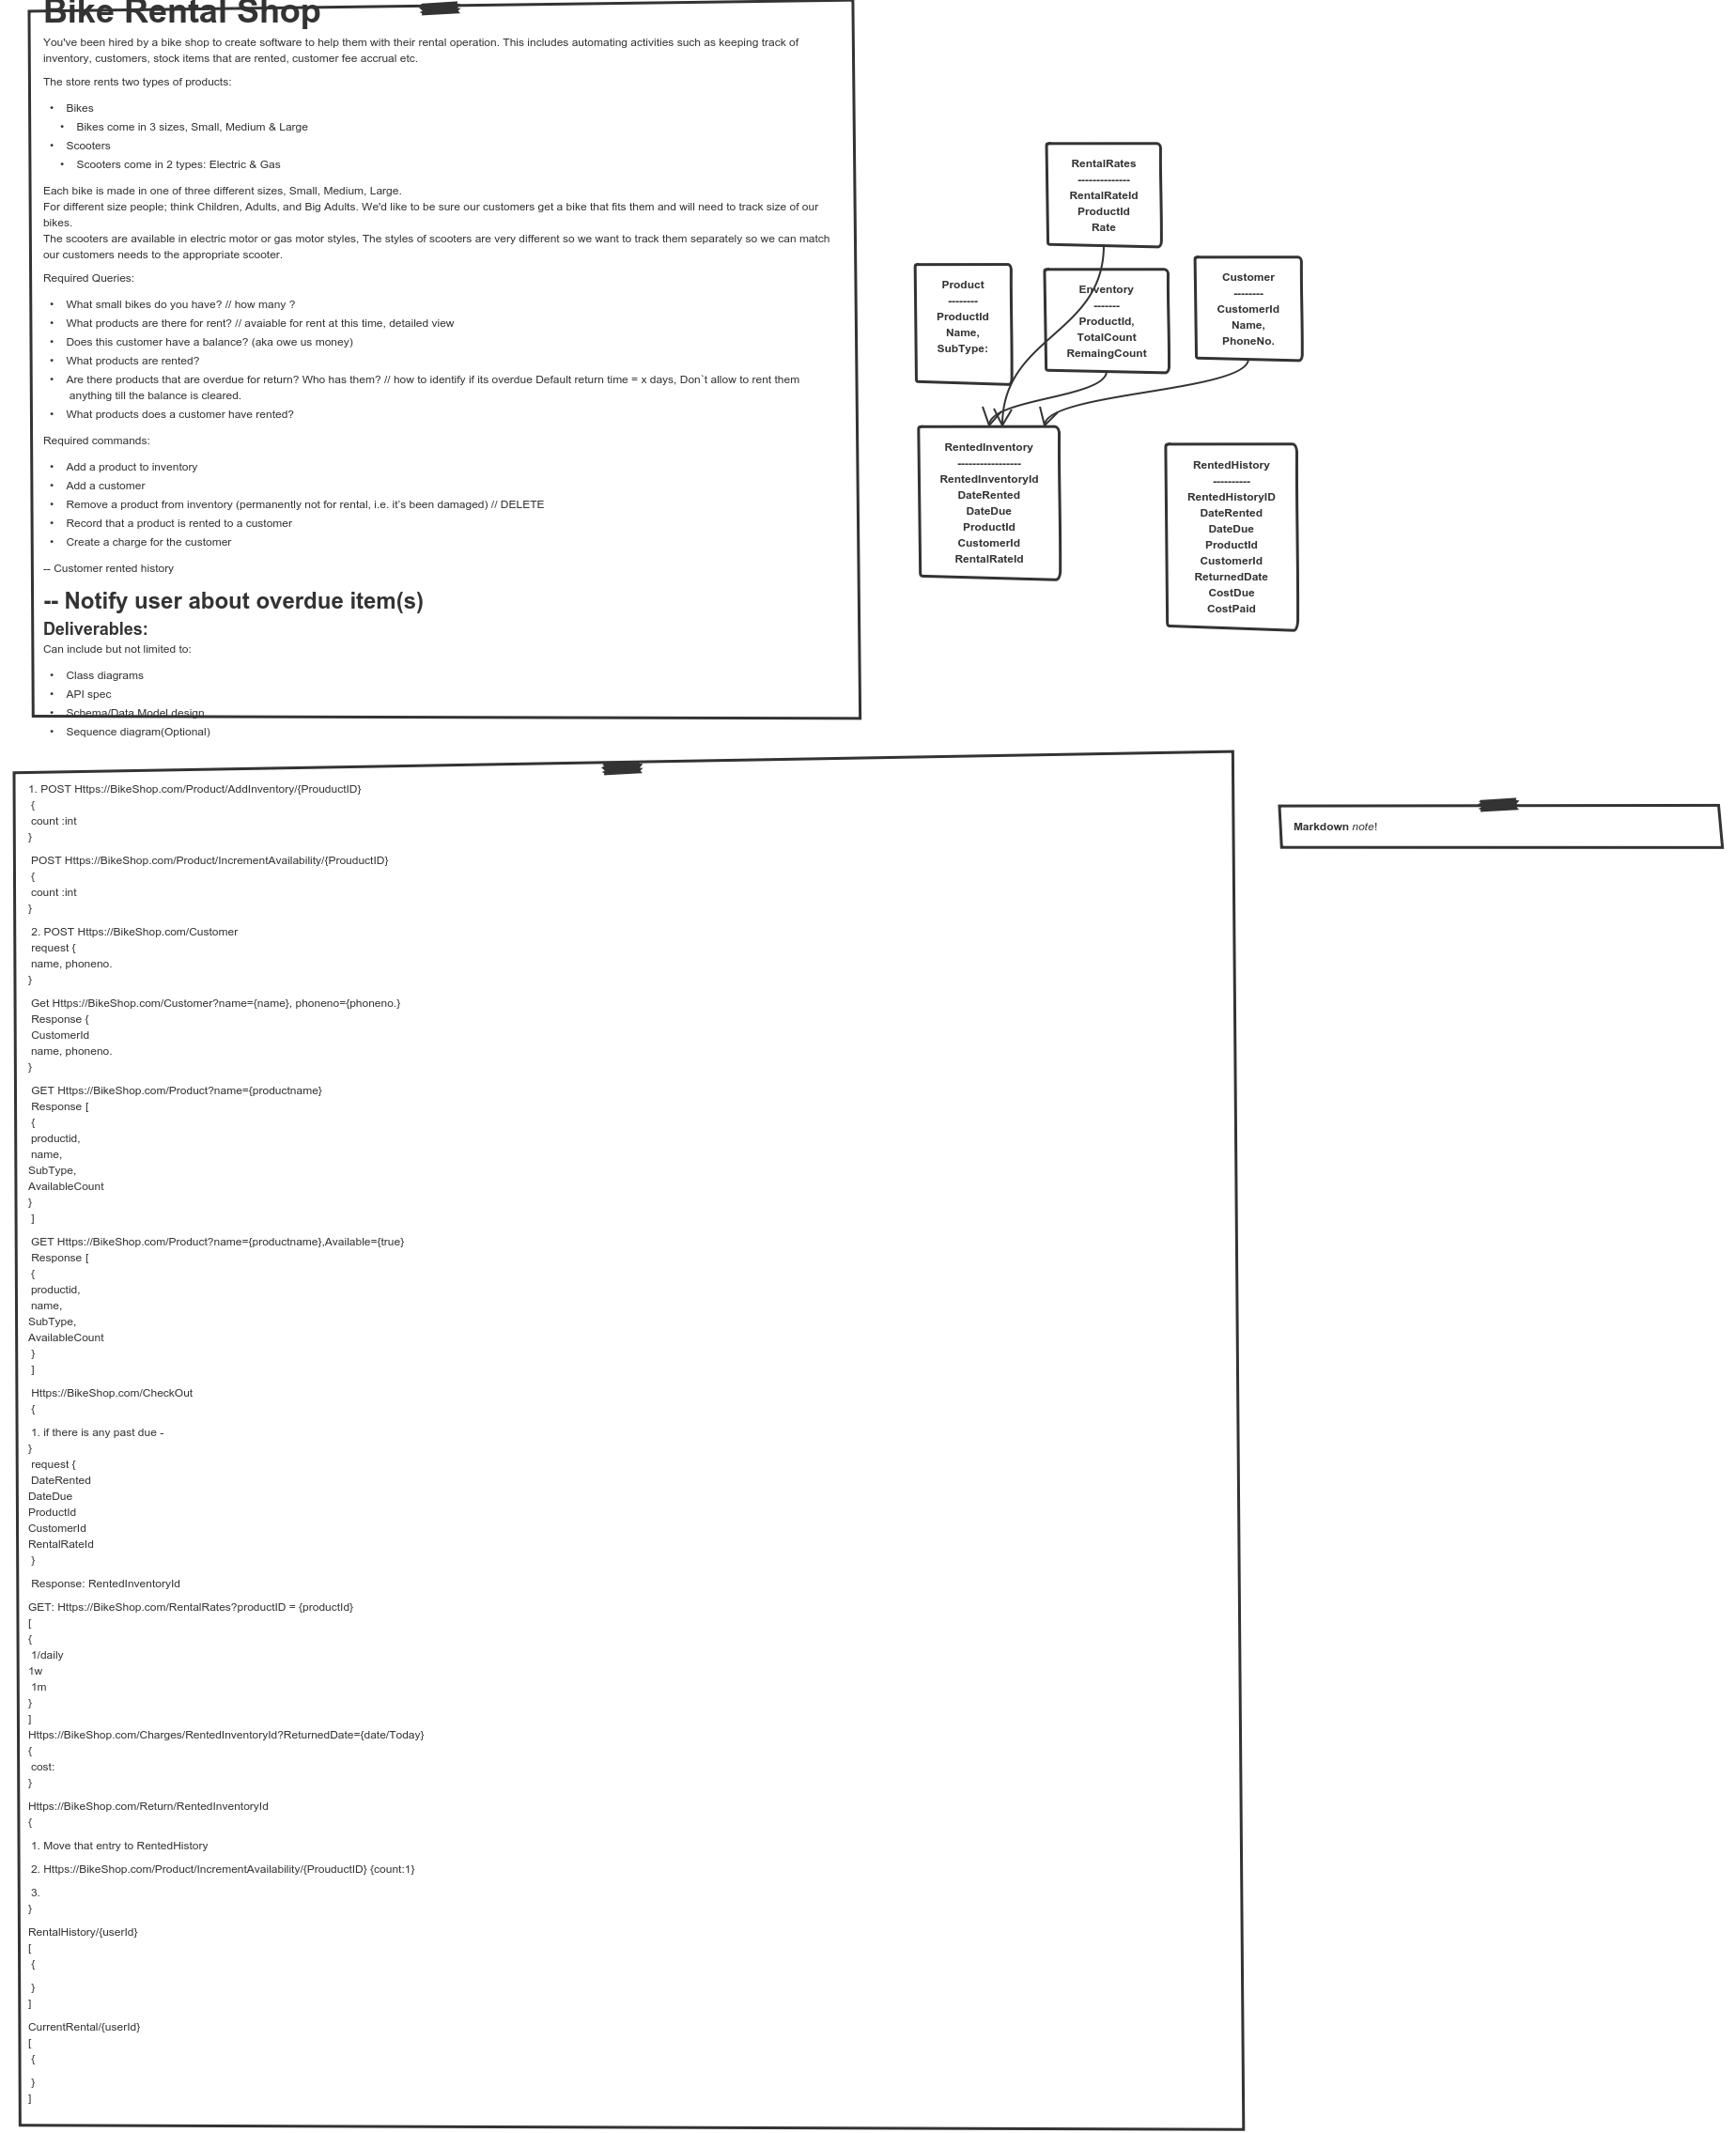 Bike Rental Shop
You've been hired by a bike shop to create software to help them with their rental operation. This includes automating activities such as keeping track of
inventory, customers, stock items that are rented, customer fee accrual etc.
The store rents two types of products:
• Bikes
• Bikes come in 3 sizes, Small, Medium & Large
• Scooters
• Scooters come in 2 types: Electric & Gas
Each bike is made in one of three different sizes, Small, Medium, Large.
For different size people; think Children, Adults, and Big Adults. We'd like to be sure our customers get a bike that fits them and will need to track size of our
bikes.
The scooters are available in electric motor or gas motor styles, The styles of scooters are very different so we want to track them separately so we can match
our customers needs to the appropriate scooter.
Required Queries:
• What small bikes do you have? // how many ?
• What products are there for rent? // avaiable for rent at this time, detailed view
• Does this customer have a balance? (aka owe us money)
• What products are rented?
• Are there products that are overdue for return? Who has them? // how to identify if its overdue Default return time = x days, Don`t allow to rent them
anything till the balance is cleared.
• What products does a customer have rented?
Required commands:
• Add a product to inventory
• Add a customer
• Remove a product from inventory (permanently not for rental, i.e. it's been damaged) // DELETE
• Record that a product is rented to a customer
• Create a charge for the customer
-- Customer rented history
-- Notify user about overdue item(s)
Deliverables:
Can include but not limited to:
• Class diagrams
• API spec
• Schema/Data Model design
• Sequence diagram(Optional)
RentalRates
--------------
RentalRateId
ProductId
Rate
Product
--------
ProductId
Name,
SubType:
Enventory
-------
ProductId,
TotalCount
RemaingCount
Customer
--------
CustomerId
Name,
PhoneNo.
RentedInventory
-----------------
RentedInventoryId
DateRented
DateDue
ProductId
CustomerId
RentalRateId
RentedHistory
----------
RentedHistoryID
DateRented
DateDue
ProductId
CustomerId
ReturnedDate
CostDue
CostPaid
1. POST Https://BikeShop.com/Product/AddInventory/{ProuductID}
{
count :int
}
POST Https://BikeShop.com/Product/IncrementAvailability/{ProuductID}
{
count :int
}
2. POST Https://BikeShop.com/Customer
request {
name, phoneno.
}
Get Https://BikeShop.com/Customer?name={name}, phoneno={phoneno.}
Response {
CustomerId
name, phoneno.
}
GET Https://BikeShop.com/Product?name={productname}
Response [
{
productid,
name,
SubType,
AvailableCount
}
]
GET Https://BikeShop.com/Product?name={productname},Available={true}
Response [
{
productid,
name,
SubType,
AvailableCount
}
]
Https://BikeShop.com/CheckOut
{
1. if there is any past due -
}
request {
DateRented
DateDue
ProductId
CustomerId
RentalRateId
}
Response: RentedInventoryId
GET: Https://BikeShop.com/RentalRates?productID = {productId}
[
{
1/daily
1w
1m
}
]
Https://BikeShop.com/Charges/RentedInventoryId?ReturnedDate={date/Today}
{
cost:
}
Https://BikeShop.com/Return/RentedInventoryId
{
1. Move that entry to RentedHistory
2. Https://BikeShop.com/Product/IncrementAvailability/{ProuductID} {count:1}
3.
}
RentalHistory/{userId}
[
{
}
]
CurrentRental/{userId}
[
{
}
]
Markdown note!